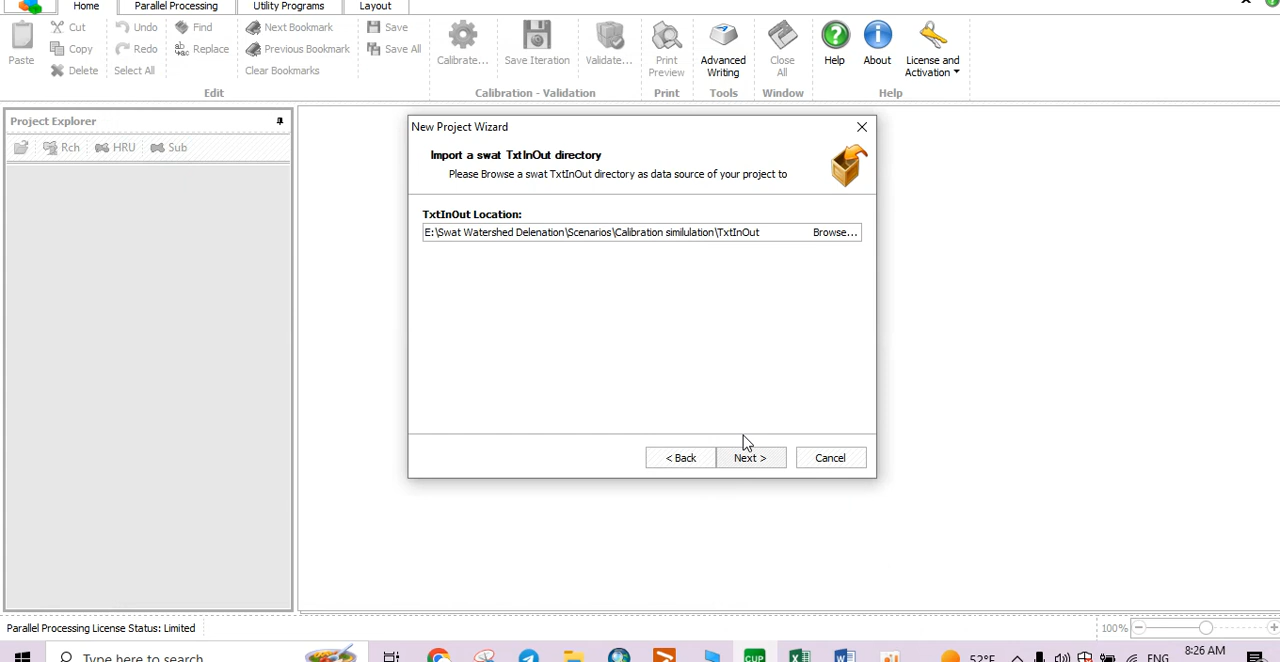 Home Parallel Processing Utility Programs Layout
Paste
Cut
Copy
Delete
Undo
Redo
Select All
Find
Replace
Next Bookmark
Previous Bookmark
Clear Bookmarks
Save
Save All
Calibrate...
Save Iteration
Validate...
Print Preview
Advanced Writing
Close All
Help
About
License and Activation
Edit
Calibration - Validation
Print
Tools
Window
Help
Project Explorer
Rch HRU Sub
New Project Wizard
Import a swat TxtInOut directory
Please Browse a swat TxtInOut directory as data source of your project to
TxtInOut Location:
E:\Swat Watershed Delenation\Scenarios\Calibration similulation\TxtInOut Browse...
< Back Next > Cancel
Parallel Processing License Status: Limited
100%
Type here to search
CUP
52°F
ENG
8:26 AM